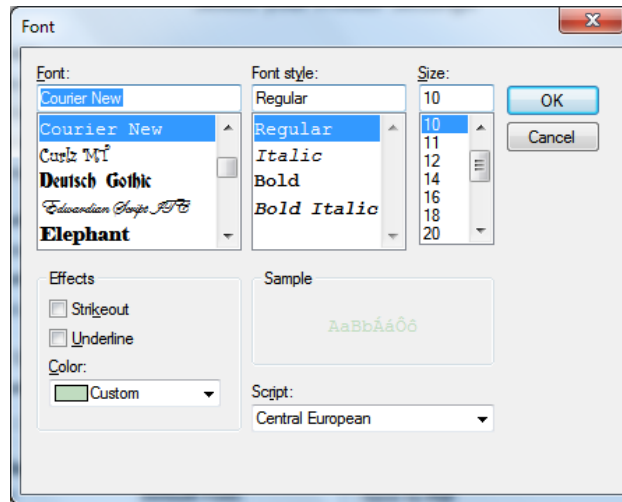 Font
Font:
Font style:
Size:
Courier New
Regular
10
OK
Cancel
Courier New
Curlz MT
Deutsch Gothic
Edwardian Script ITC
Elephant
Regular
Italic
Bold
Bold Italic
10
11
12
14
16
18
20
Effects
Strikeout
Underline
Color:
Custom
Sample
AaBbÁáÔô
Script:
Central European